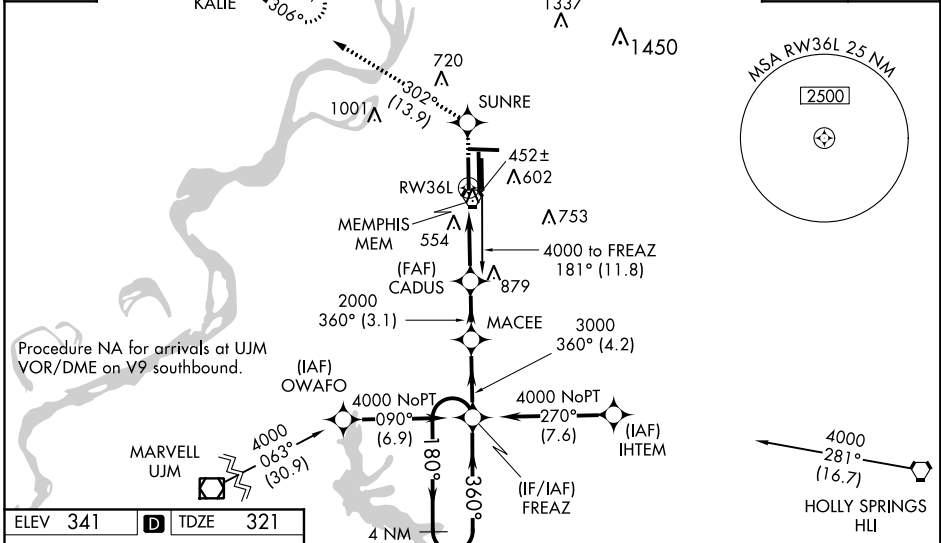 KALIE
306°
1337
1450
MSA RW36L 25 NM
2500
720
302°
(13.9)
1001
SUNRE
452±
602
RW36L
MEMPHIS
MEM
554
753
4000 to FREAZ
181° (11.8)
(FAF)
CADUS
879
2000
360° (3.1)
MACEE
3000
360° (4.2)
Procedure NA for arrivals at UJM
VOR/DME on V9 southbound.
(IAF)
OWAFO
4000 NoPT
090°
(6.9)
4000 NoPT
270°
(7.6)
(IAF)
IHTEM
MARVELL
UJM
4000
063°
(30.9)
180°
360°
(IF/IAF)
FREAZ
4 NM
4000
281°
(16.7)
HOLLY SPRINGS
HLI
ELEV 341 D TDZE 321